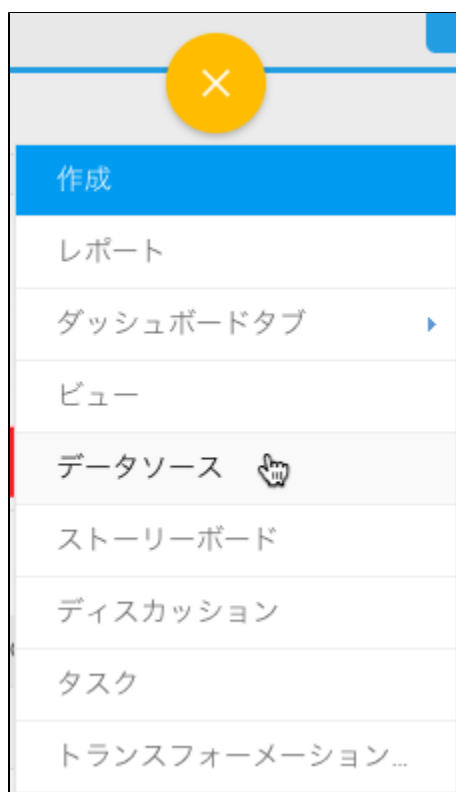 作成
レポート
ダッシュボードタブ
ビュー
データソース
ストーリーボード
ディスカッション
タスク
トランスフォーメーション...